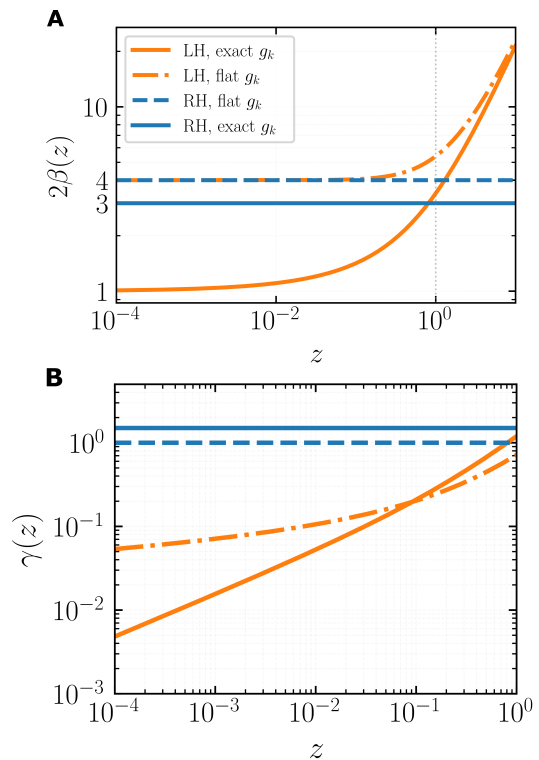 A
2β(z)
10
4
3
1
LH, exact g_k
LH, flat g_k
RH, flat g_k
RH, exact g_k
10^−4
10^−2
10^0
z
B
γ(z)
10^0
10^−1
10^−2
10^−3
10^−4
10^−3
10^−2
10^−1
10^0
z